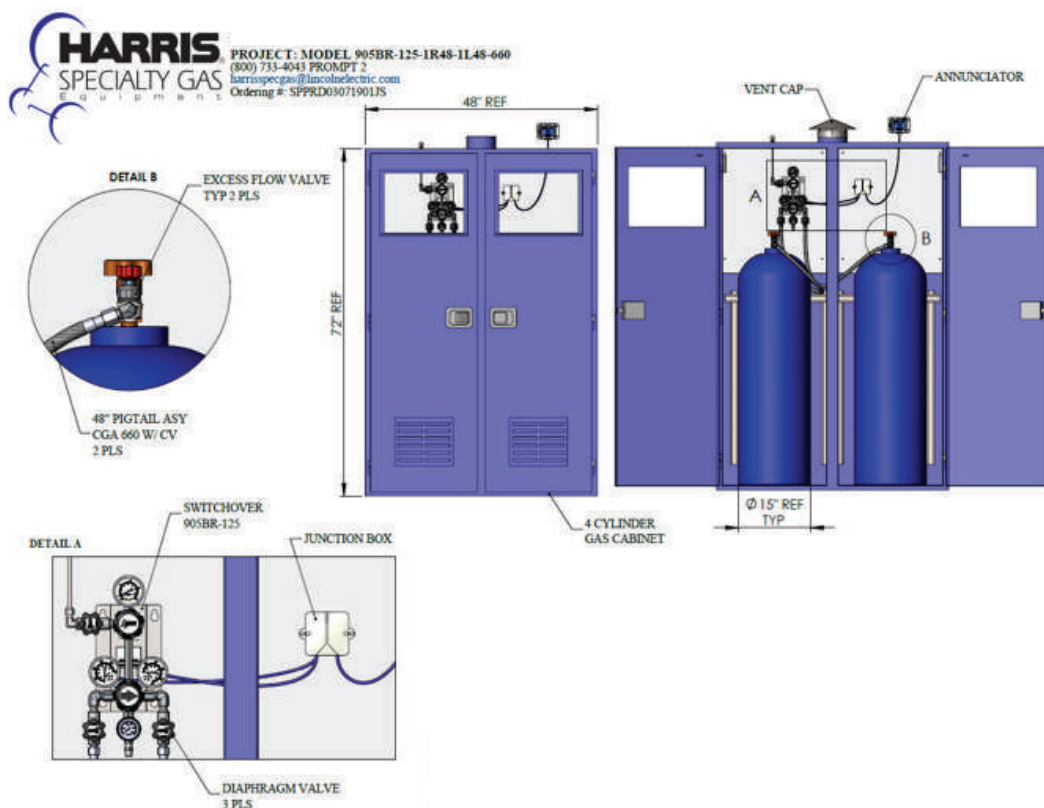 HARRIS
SPECIALTY GAS
Equipment
PROJECT: MODEL 905BR-125-1R48-1L48-660
(800) 733-4043 PROMPT 2
harrisspecgas@lincolnelectric.com
Ordering #: SPPRD03071901JS
48" REF
VENT CAP
ANNUNCIATOR
DETAIL B
EXCESS FLOW VALVE
TYP 2 PLS
A
B
72" REF
48" PIGTAIL ASY
CGA 660 W/ CV
2 PLS
Ø 15" REF
TYP
4 CYLINDER
GAS CABINET
SWITCHOVER
905BR-125
DETAIL A
JUNCTION BOX
DIAPHRAGM VALVE
3 PLS